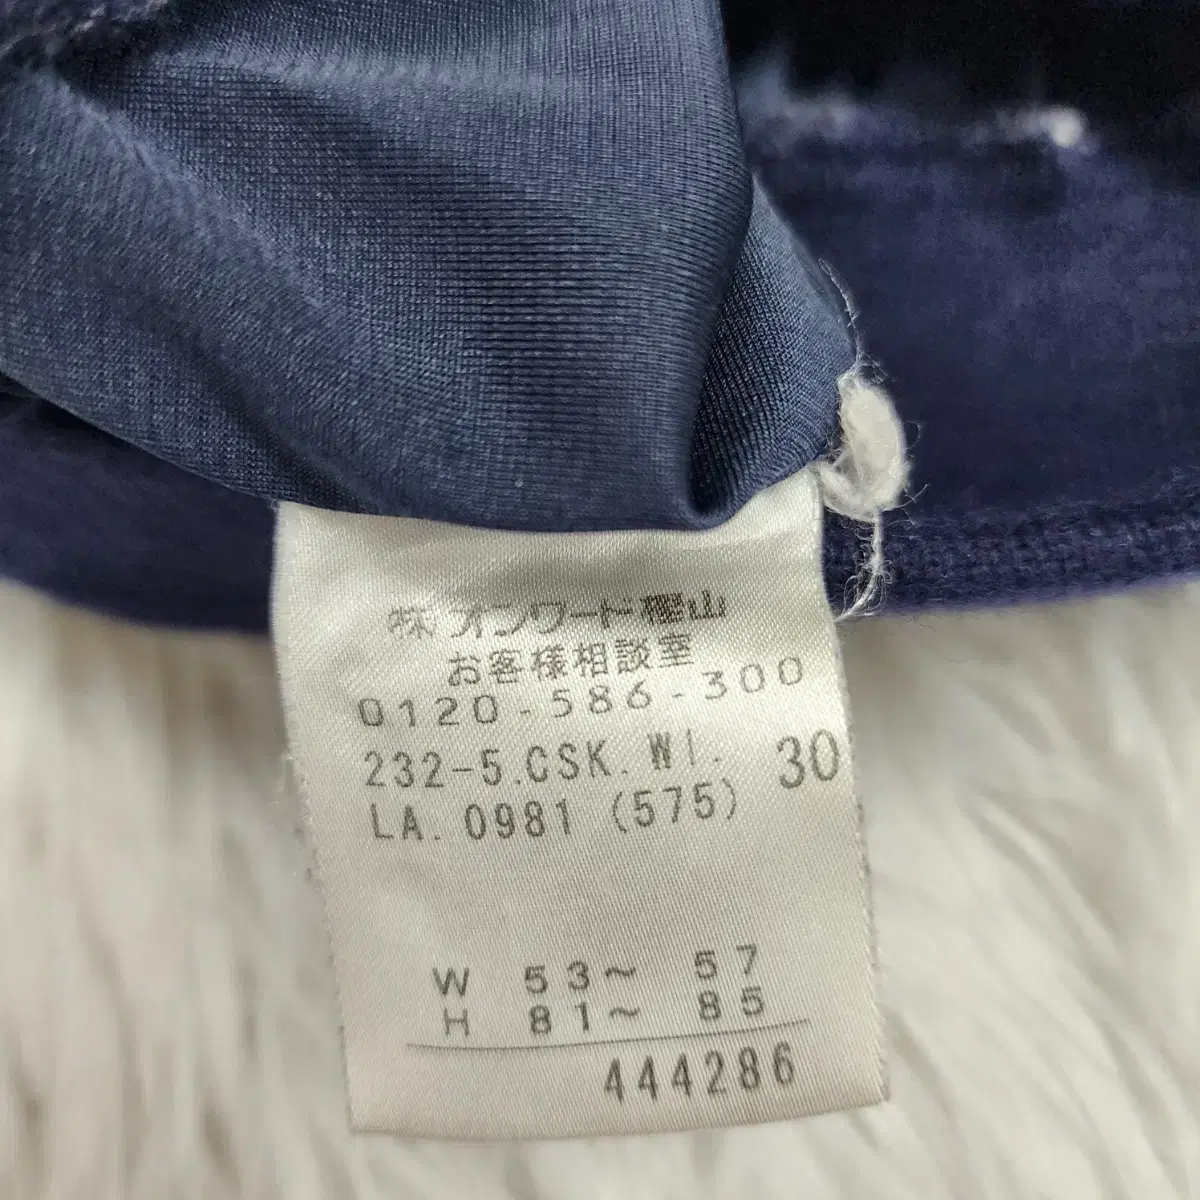 ㈱オンワード樫山
お客様相談室
0120-586-300
232-5.CSK.WI. 30
LA.0981 (575)
W 53~ 57
H 81~ 85
444286